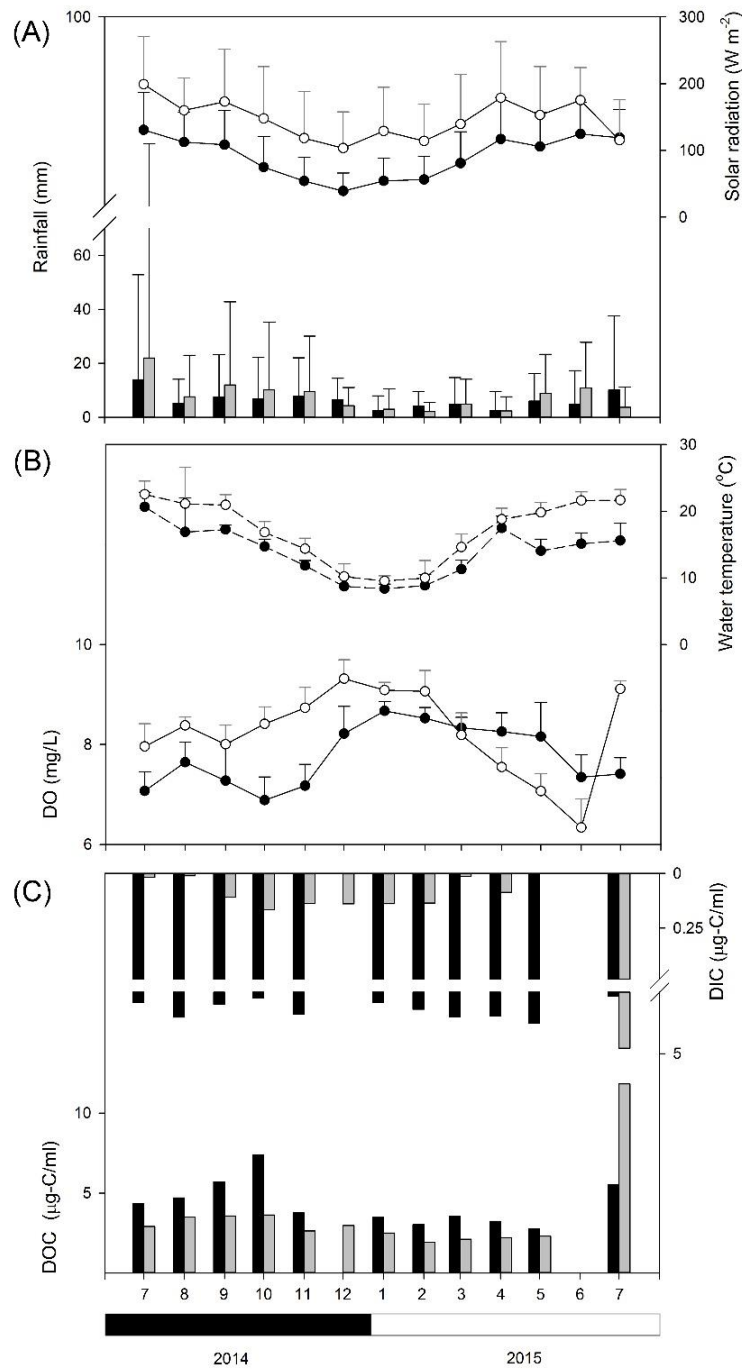 (A)
100
300
200
100
0
Solar radiation (W m-2)
Rainfall (mm)
60
40
20
0
(B)
30
20
10
0
Water temperature (oC)
10
8
6
DO (mg/L)
(C)
0
0.25
5
DIC (µg-C/ml)
10
5
DOC (µg-C/ml)
7 8 9 10 11 12 1 2 3 4 5 6 7
2014 2015